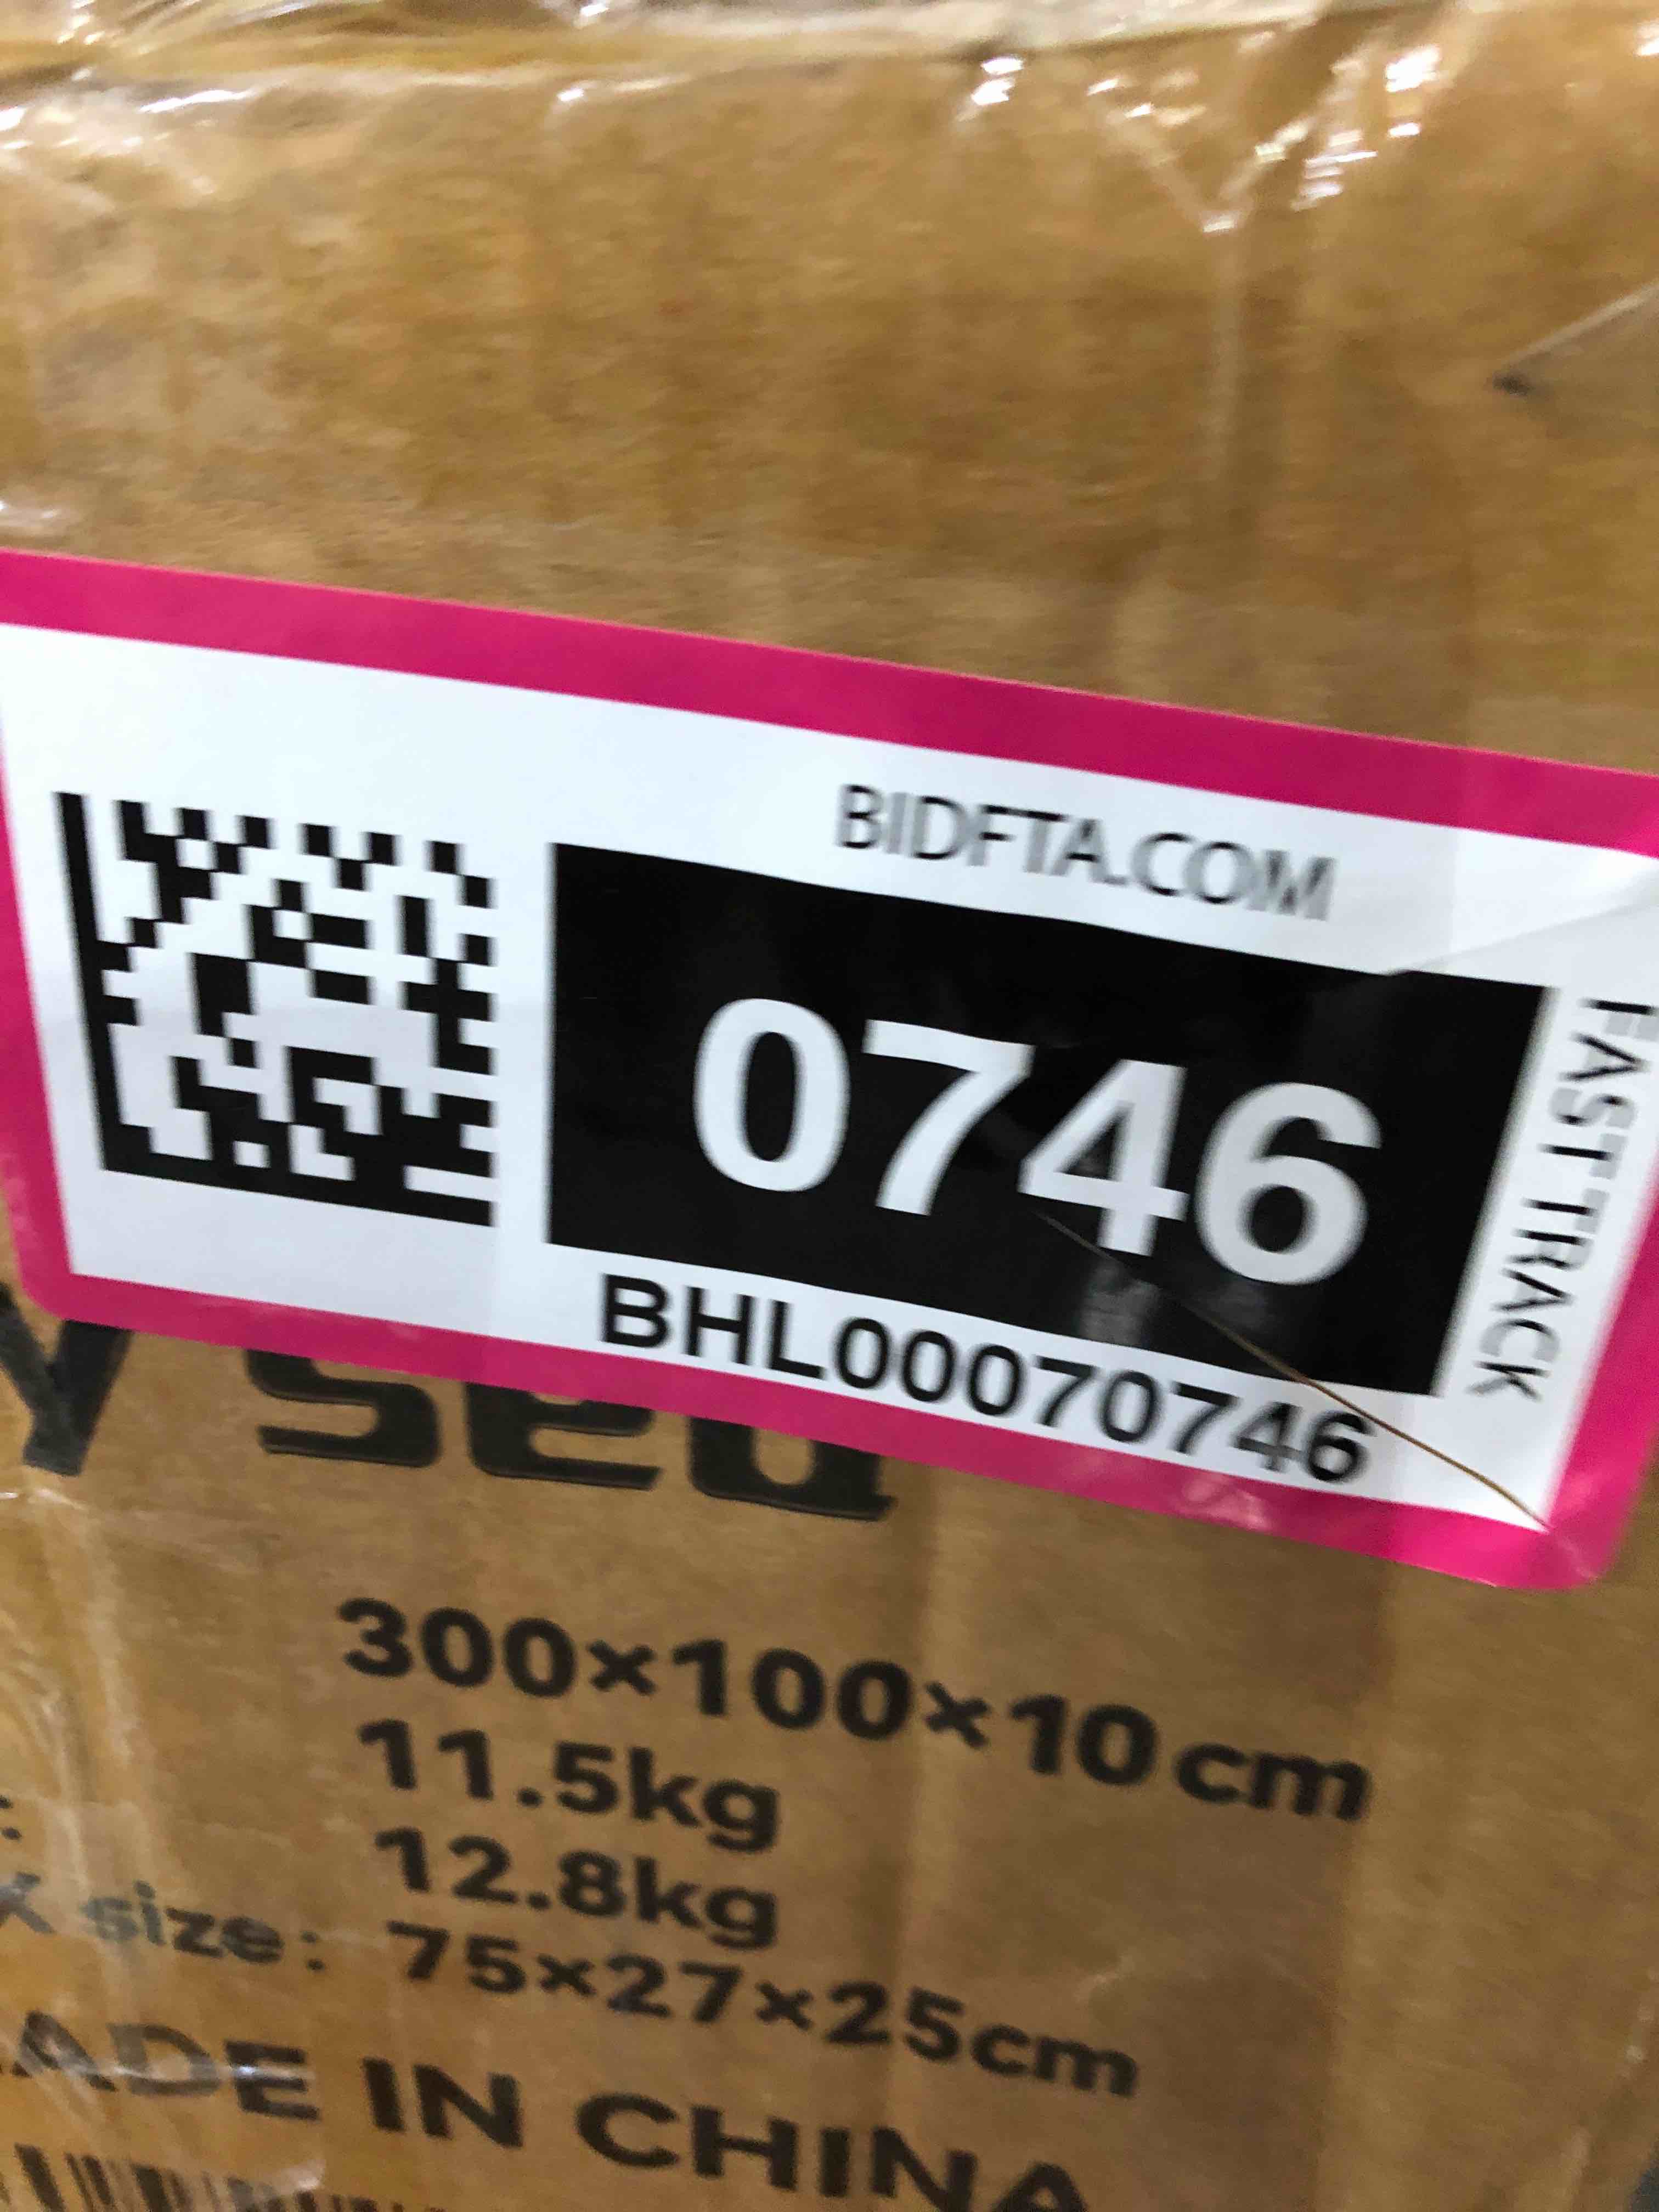 BIDFTA.COM
0746
FAST TRACK
BHL00070746
300×100×10cm
11.5kg
12.8kg
size: 75×27×25cm
ADE IN CHINA